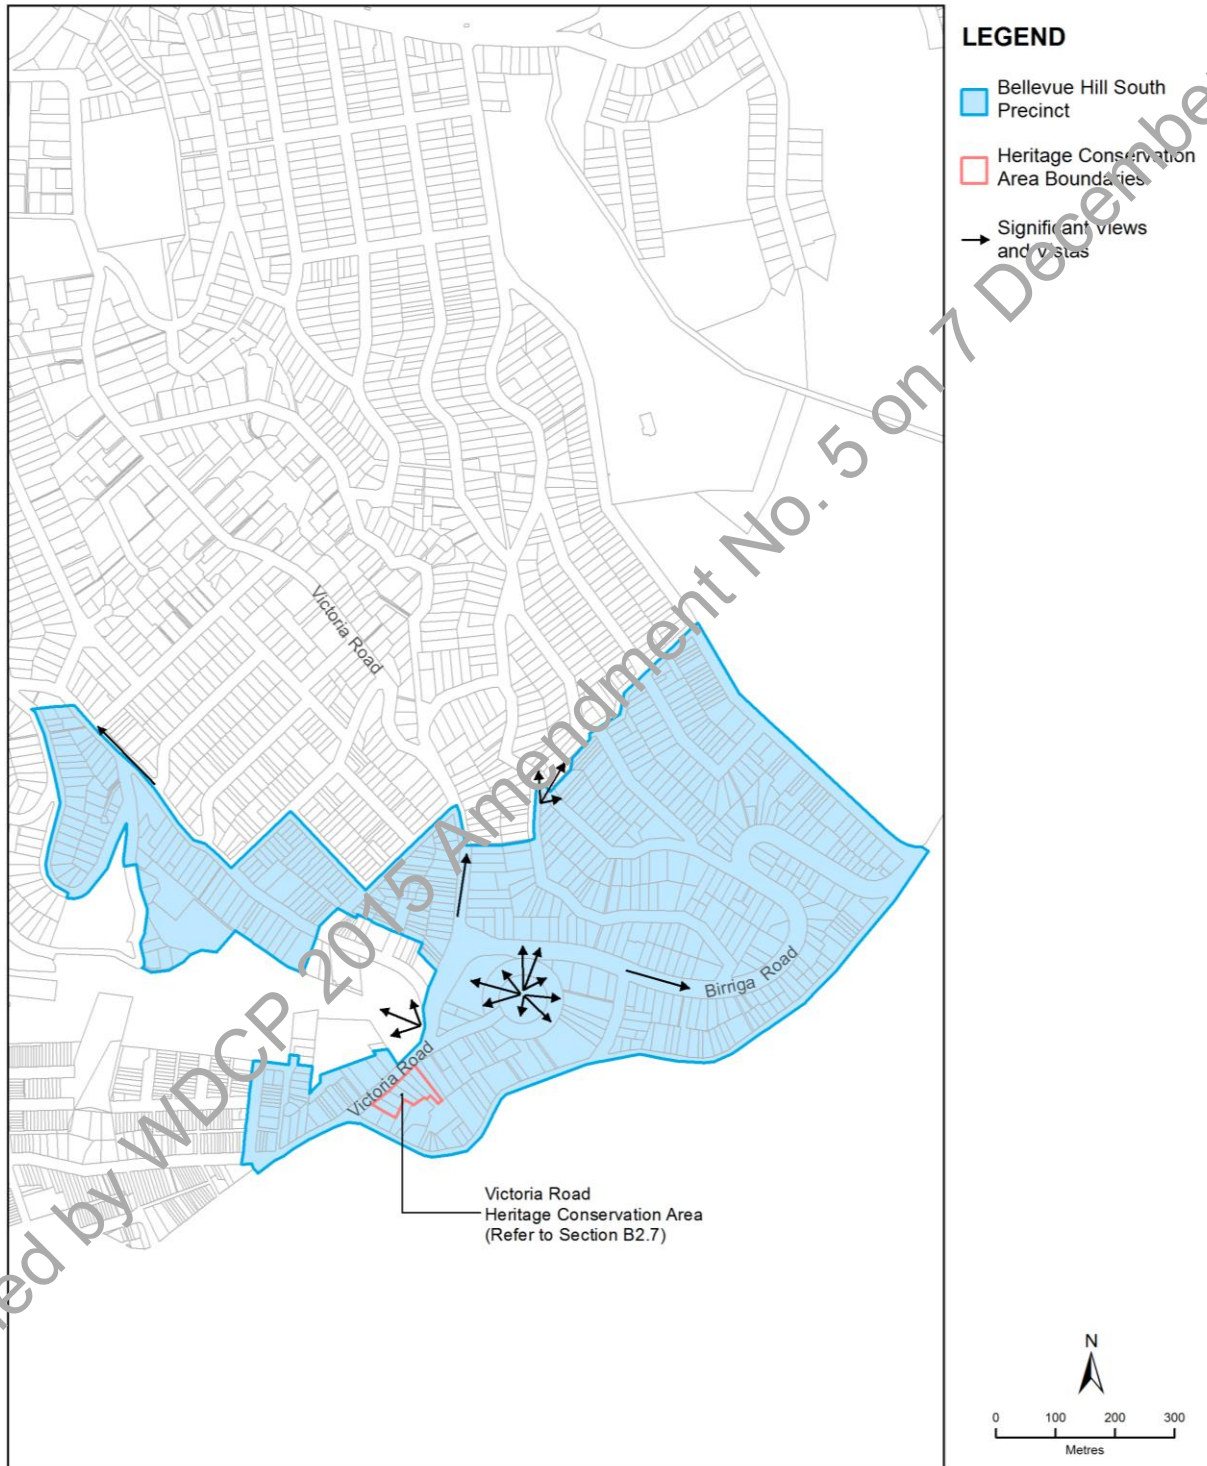 LEGEND
Bellevue Hill South
Precinct
Heritage Conservation
Area Boundaries
Significant Views
and Vistas
Victoria Road
Birriga Road
Victoria Road
Victoria Road
Heritage Conservation Area
(Refer to Section B2.7)
N
0 100 200 300
Metres
by WDCP 2015 Amendment No. 5 on 7 December